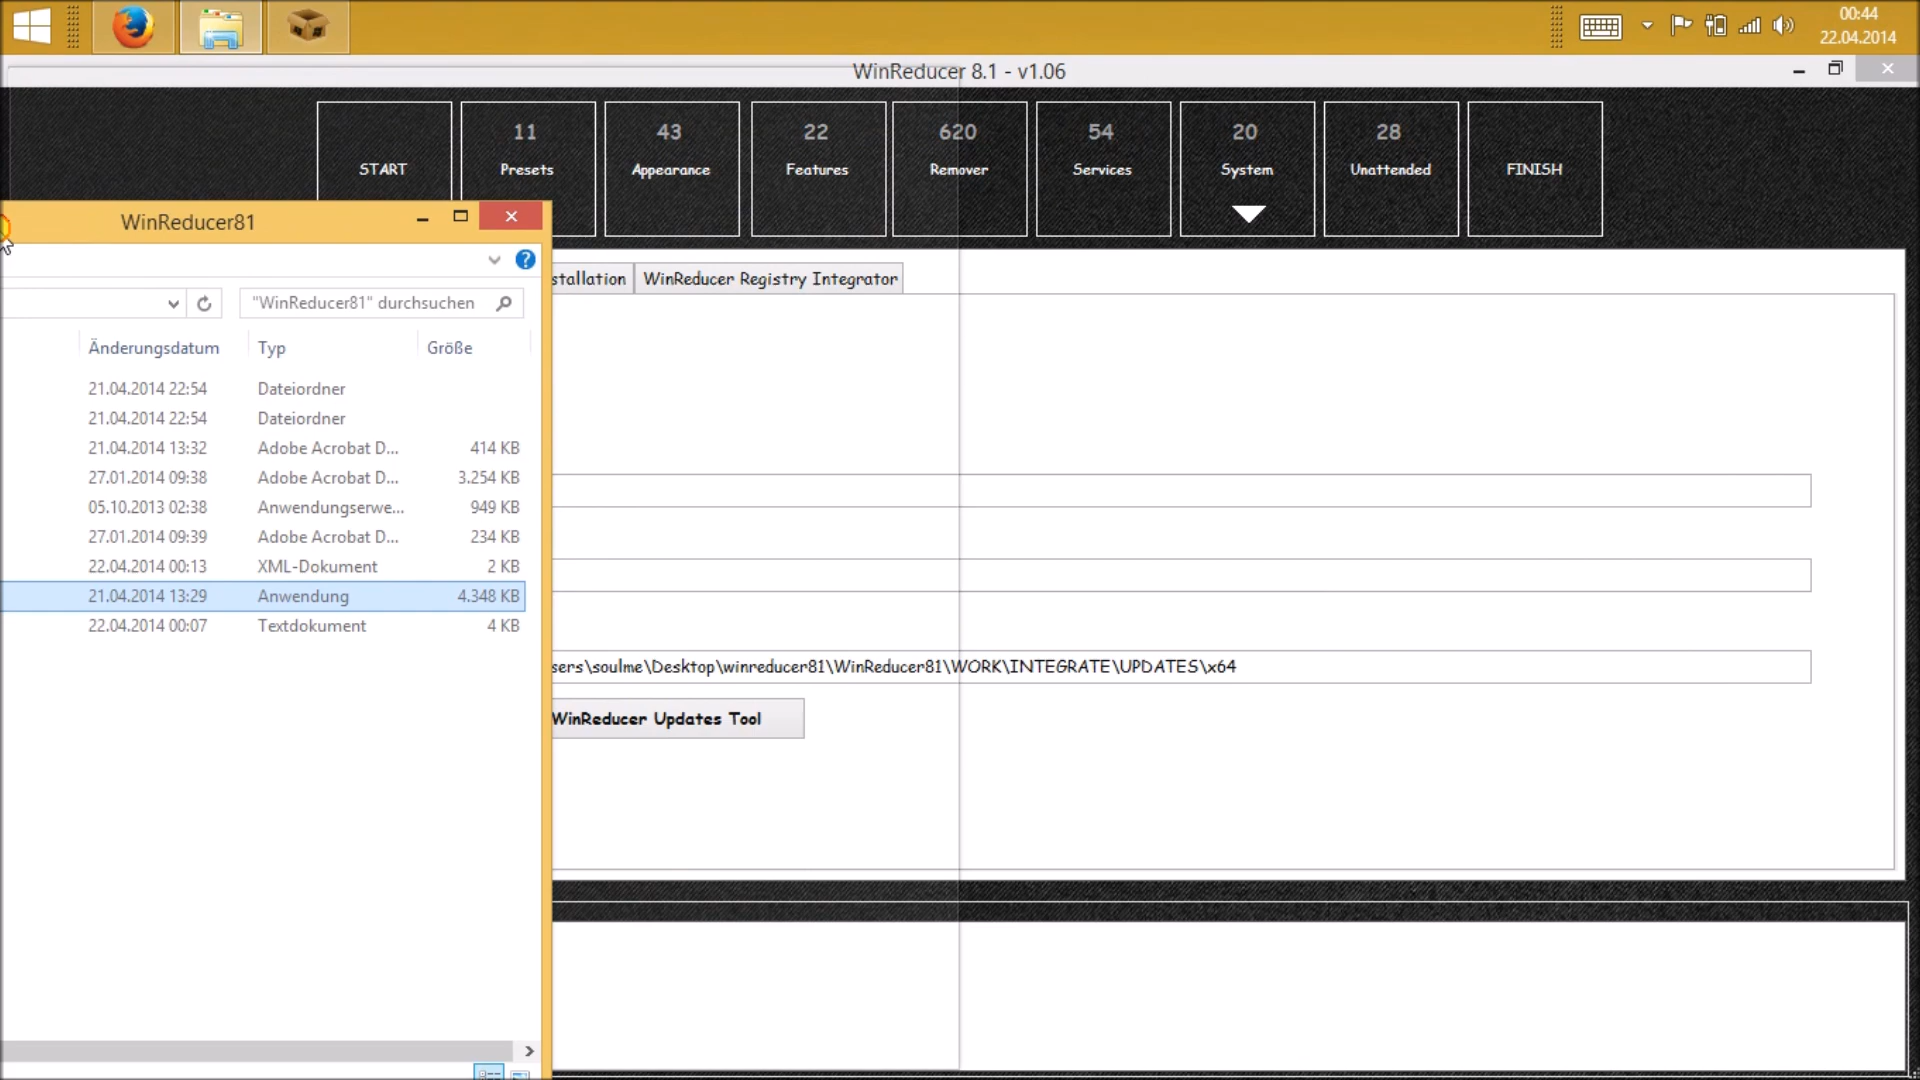 00:44
22.04.2014
WinReducer 8.1 - v1.06
START
11
Presets
43
Appearance
22
Features
620
Remover
54
Services
20
System
28
Unattended
FINISH
WinReducer81
"WinReducer81" durchsuchen
Änderungsdatum Typ Größe
21.04.2014 22:54 Dateiordner
21.04.2014 22:54 Dateiordner
21.04.2014 13:32 Adobe Acrobat D... 414 KB
27.01.2014 09:38 Adobe Acrobat D... 3.254 KB
05.10.2013 02:38 Anwendungserwe... 949 KB
27.01.2014 09:39 Adobe Acrobat D... 234 KB
22.04.2014 00:13 XML-Dokument 2 KB
21.04.2014 13:29 Anwendung 4.348 KB
22.04.2014 00:07 Textdokument 4 KB
stallation
WinReducer Registry Integrator
sers\soulme\Desktop\winreducer81\WinReducer81\WORK\INTEGRATE\UPDATES\x64
WinReducer Updates Tool